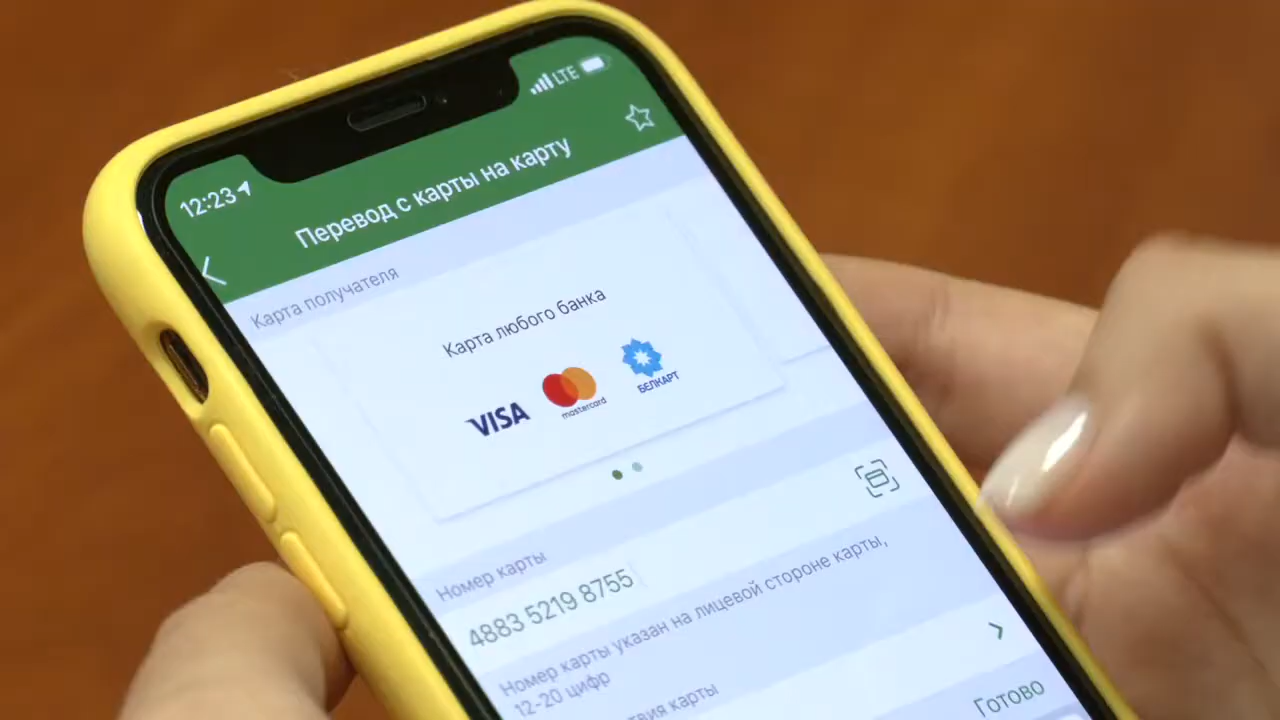 12:23
LTE
Перевод с карты на карту
Карта получателя
Карта любого банка
VISA
mastercard
БЕЛКАРТ
Номер карты
4883 5219 8755
Номер карты указан на лицевой стороне карты,
12-20 цифр
карты
Готово